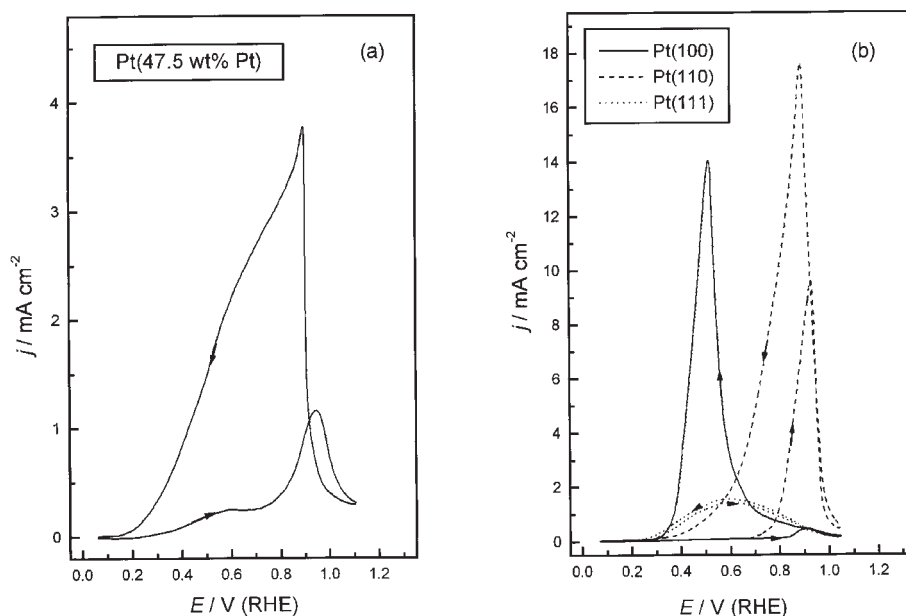 Pt(47.5 wt% Pt)
(a)
j / mA cm⁻²
4
3
2
1
0
0.0 0.2 0.4 0.6 0.8 1.0 1.2
E / V (RHE)
Pt(100)
Pt(110)
Pt(111)
(b)
j / mA cm⁻²
18
16
14
12
10
8
6
4
2
0
0.0 0.2 0.4 0.6 0.8 1.0 1.2
E / V (RHE)